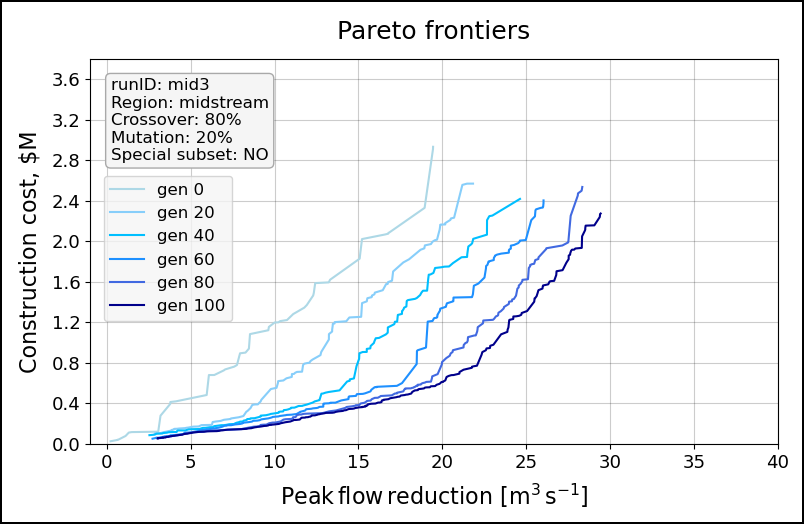 Pareto frontiers
Construction cost, $M
3.6
3.2
2.8
2.4
2.0
1.6
1.2
0.8
0.4
0.0
runID: mid3
Region: midstream
Crossover: 80%
Mutation: 20%
Special subset: NO
gen 0
gen 20
gen 40
gen 60
gen 80
gen 100
0 5 10 15 20 25 30 35 40
Peak flow reduction [m³ s⁻¹]